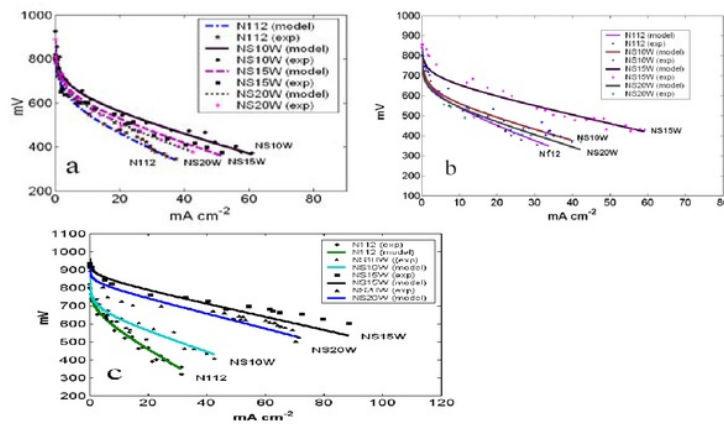 1000
800
600
400
200
mV
0
20
40
60
80
mA cm-2
N112 (model)
N112 (exp)
NS10W (model)
NS10W (exp)
NS15W (model)
NS15W (exp)
NS20W (model)
NS20W (exp)
NS10W
NS15W
NS20W
N112
a
1000
900
800
700
600
500
400
300
200
mV
0
10
20
30
40
50
60
70
80
mA cm-2
N112 (model)
N112 (exp)
NS10W (model)
NS10W (exp)
NS15W (model)
NS15W (exp)
NS20W (model)
NS20W (exp)
NS15W
NS10W
NS20W
b
1100
1000
900
800
700
600
500
400
300
200
mV
0
20
40
60
80
100
120
mA cm-2
N112 (exp)
N112 (model)
NS10W (model)
NS15W (exp)
NS15W (model)
NS20W (exp)
NS20W (model)
NS15W
NS20W
NS10W
N112
c